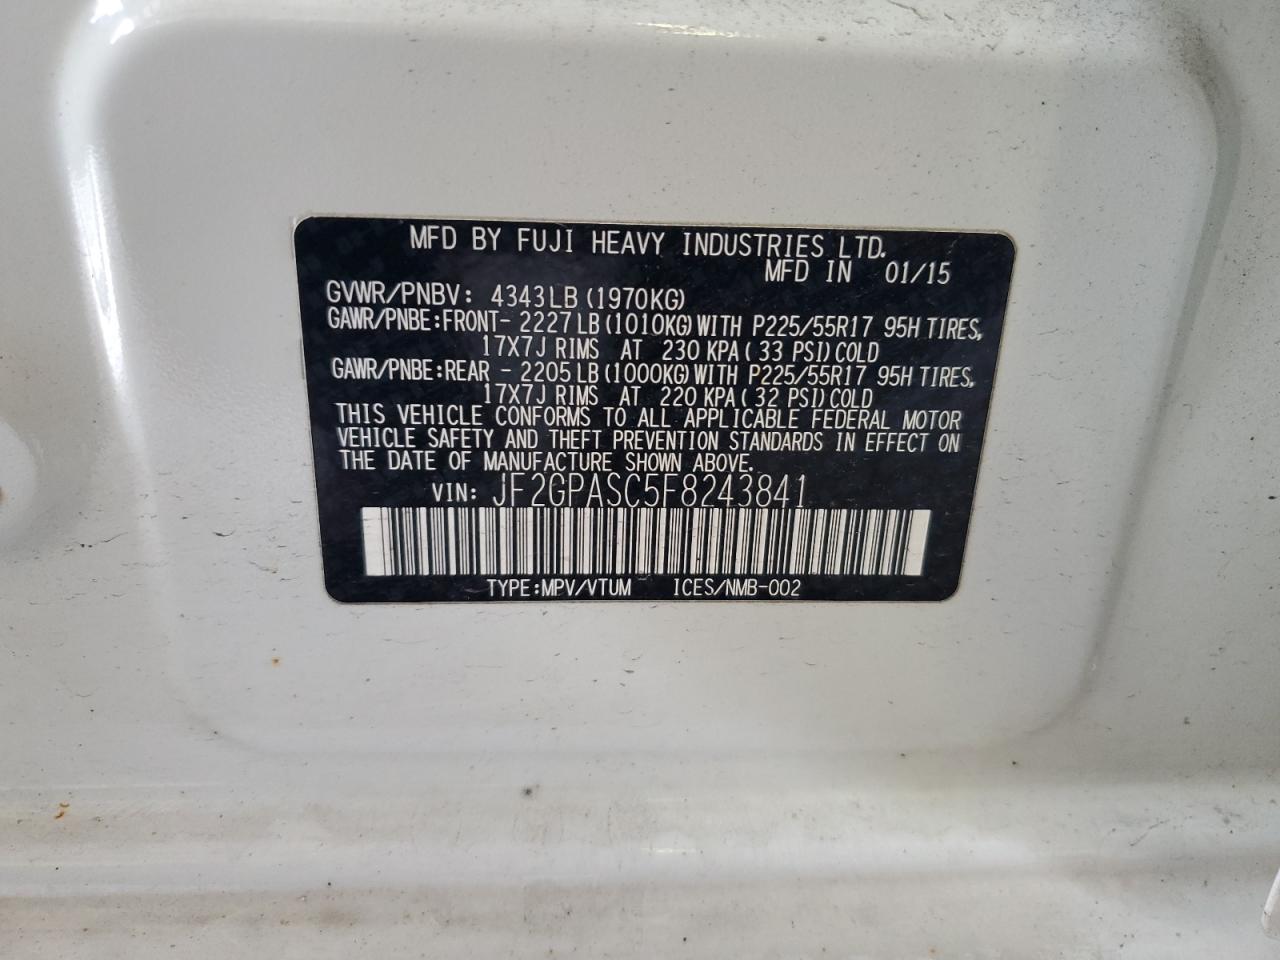 MFD BY FUJI HEAVY INDUSTRIES LTD.
MFD IN 01/15
GVWR/PNBV: 4343LB (1970KG)
GAWR/PNBE:FRONT- 2227LB (1010KG) WITH P225/55R17 95H TIRES,
17X7J RIMS AT 230 KPA ( 33 PSI) COLD
GAWR/PNBE:REAR - 2205LB (1000KG) WITH P225/55R17 95H TIRES,
17X7J RIMS AT 220 KPA ( 32 PSI) COLD
THIS VEHICLE CONFORMS TO ALL APPLICABLE FEDERAL MOTOR
VEHICLE SAFETY AND THEFT PREVENTION STANDARDS IN EFFECT ON
THE DATE OF MANUFACTURE SHOWN ABOVE.
VIN: JF2GPASC5F8243841
TYPE:MPV/VTUM ICES/NMB-002